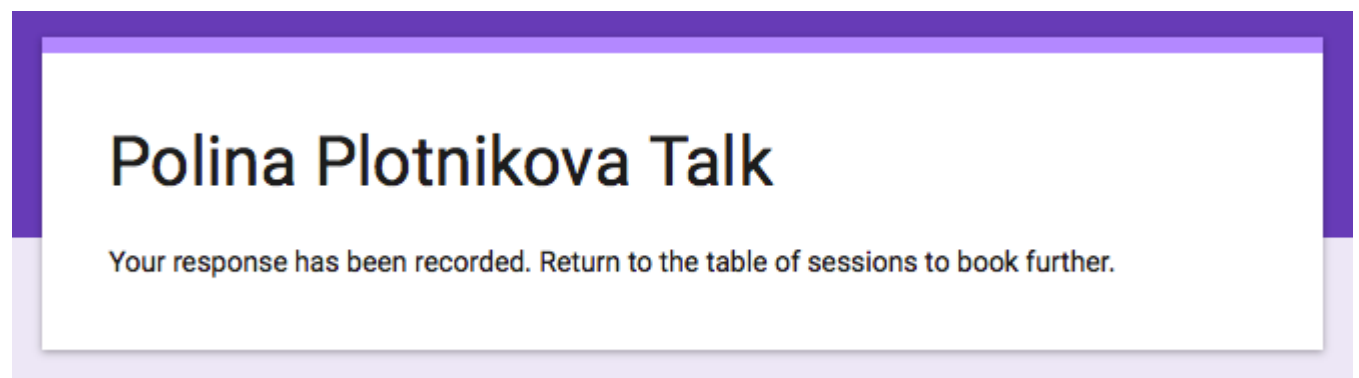 Polina Plotnikova Talk
Your response has been recorded. Return to the table of sessions to book further.